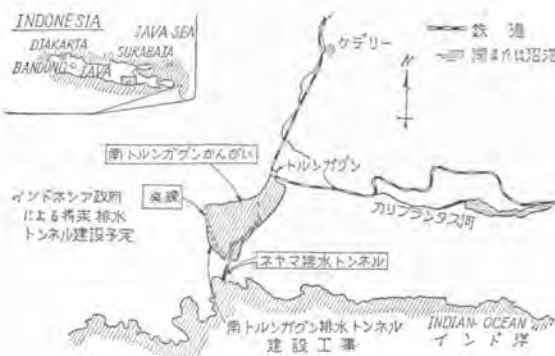 INDONESIA
JAVA SEA
DJAKARTA
SURABAJA
BANDUNG
JAVA
鉄道
または
ケデリー
N
南トルンガグンかんがい
トルンガグン
インドネシア政府
による将来排水
トンネル建設予定
カリブランタス河
ネヤマ排水トンネル
南トルンガグン排水トンネル
建設工事
INDIAN OCEAN
インド洋